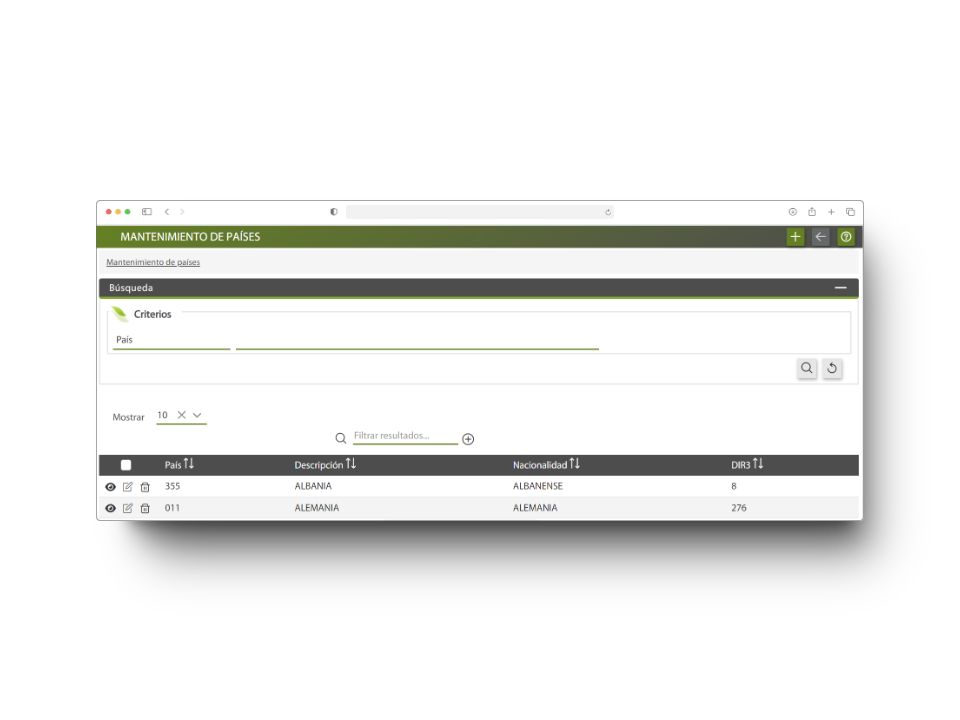 MANTENIMIENTO DE PAÍSES
Mantenimiento de países
Búsqueda
Criterios
País
Mostrar 10
Filtrar resultados...
País Descripción Nacionalidad DIR3
355 ALBANIA ALBANENSE 8
011 ALEMANIA ALEMANIA 276